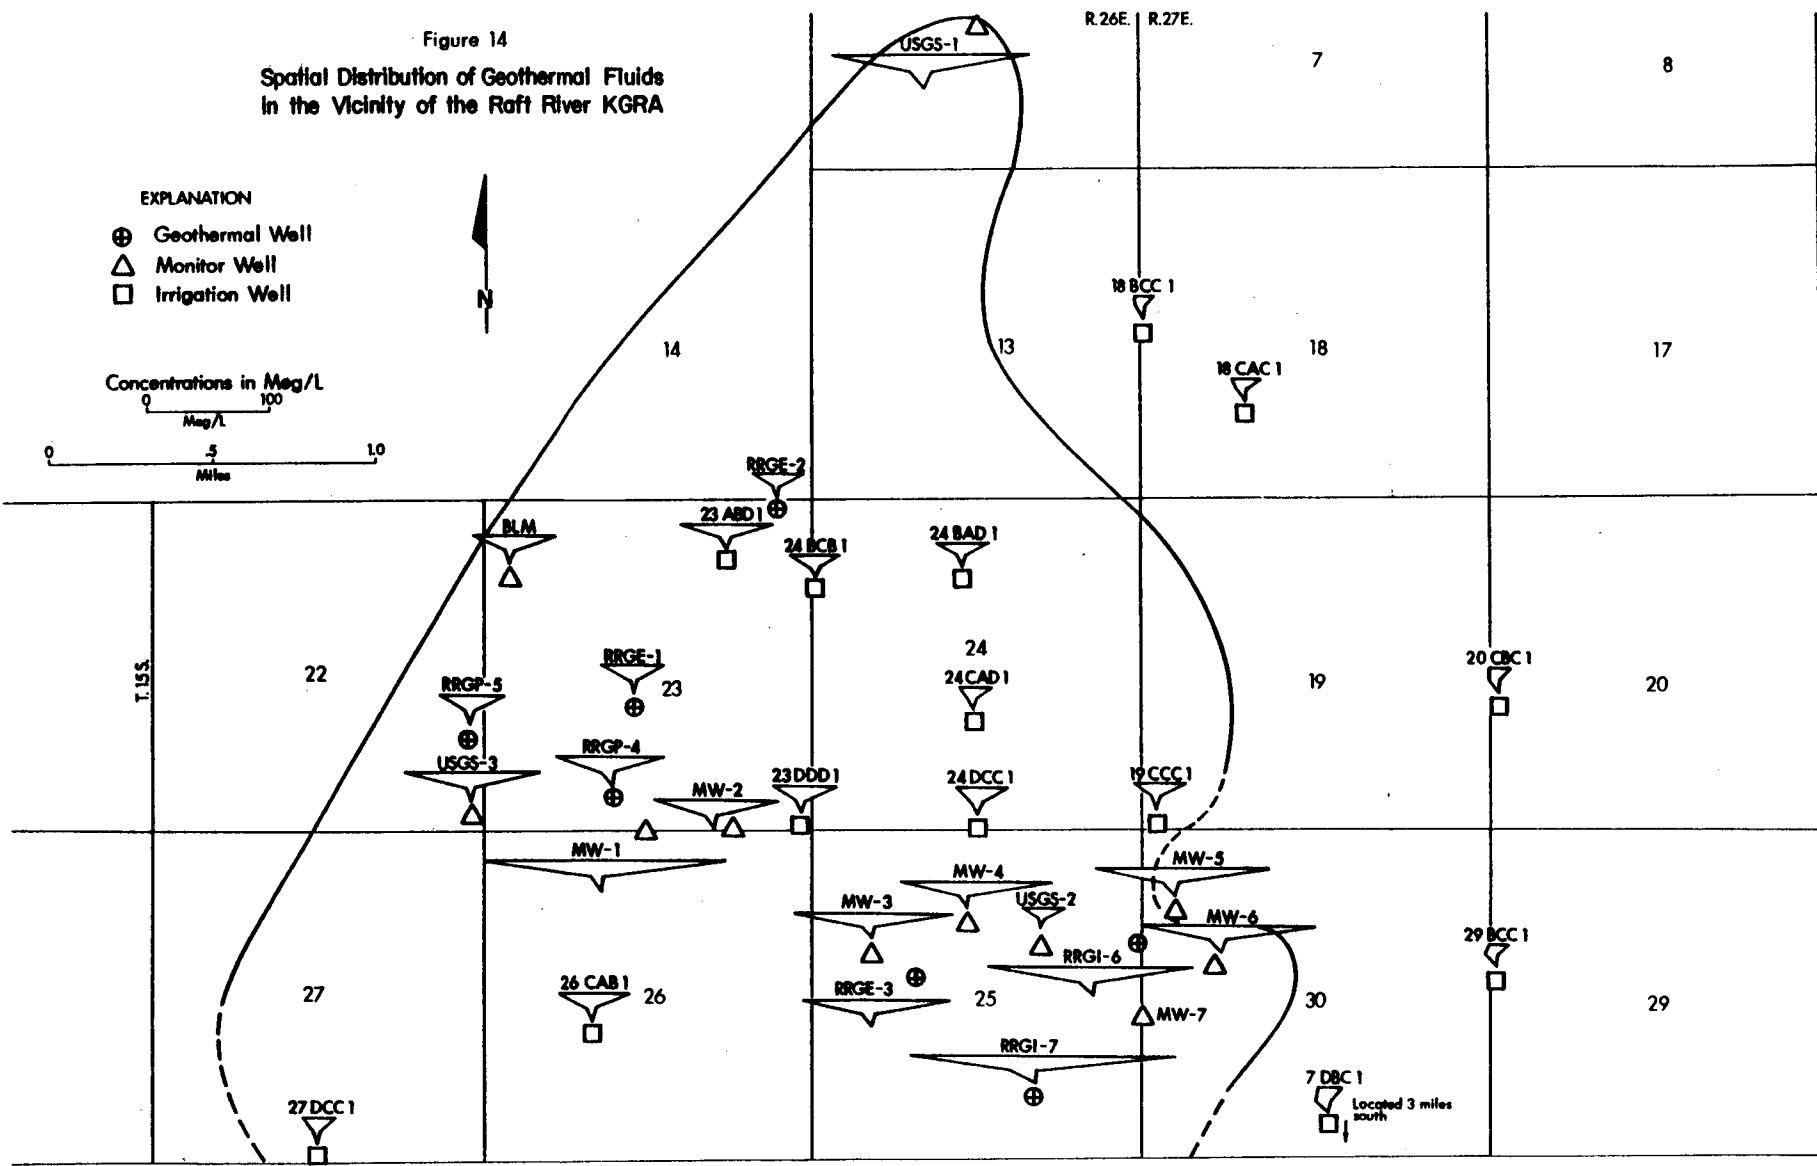 Figure 14
Spatial Distribution of Geothermal Fluids
in the Vicinity of the Raft River KGRA
EXPLANATION
Geothermal Well
Monitor Well
Irrigation Well
N
Concentrations in Meg/L
0 100
Meg/L
0 .5 1.0
Miles
R.26E. R.27E.
USGS-1
7
8
14
13
18 BCC 1
18
17
18 CAC 1
RRGE-2
23 ABD 1
BLM
24 BCB 1
24 BAD 1
T.15S.
22
RRGE-1
23
RRGP-5
24
24 CAD 1
19
20 CBC 1
20
USGS-3
RRGP-4
MW-2
23 DDD 1
24 DCC 1
19 CCC 1
MW-1
MW-3
MW-4
USGS-2
MW-5
MW-6
29 BCC 1
RRGI-6
27
26 CAB 1
26
RRGE-3
25
MW-7
30
29
RRGI-7
27 DCC 1
7 DBC 1
Located 3 miles
south